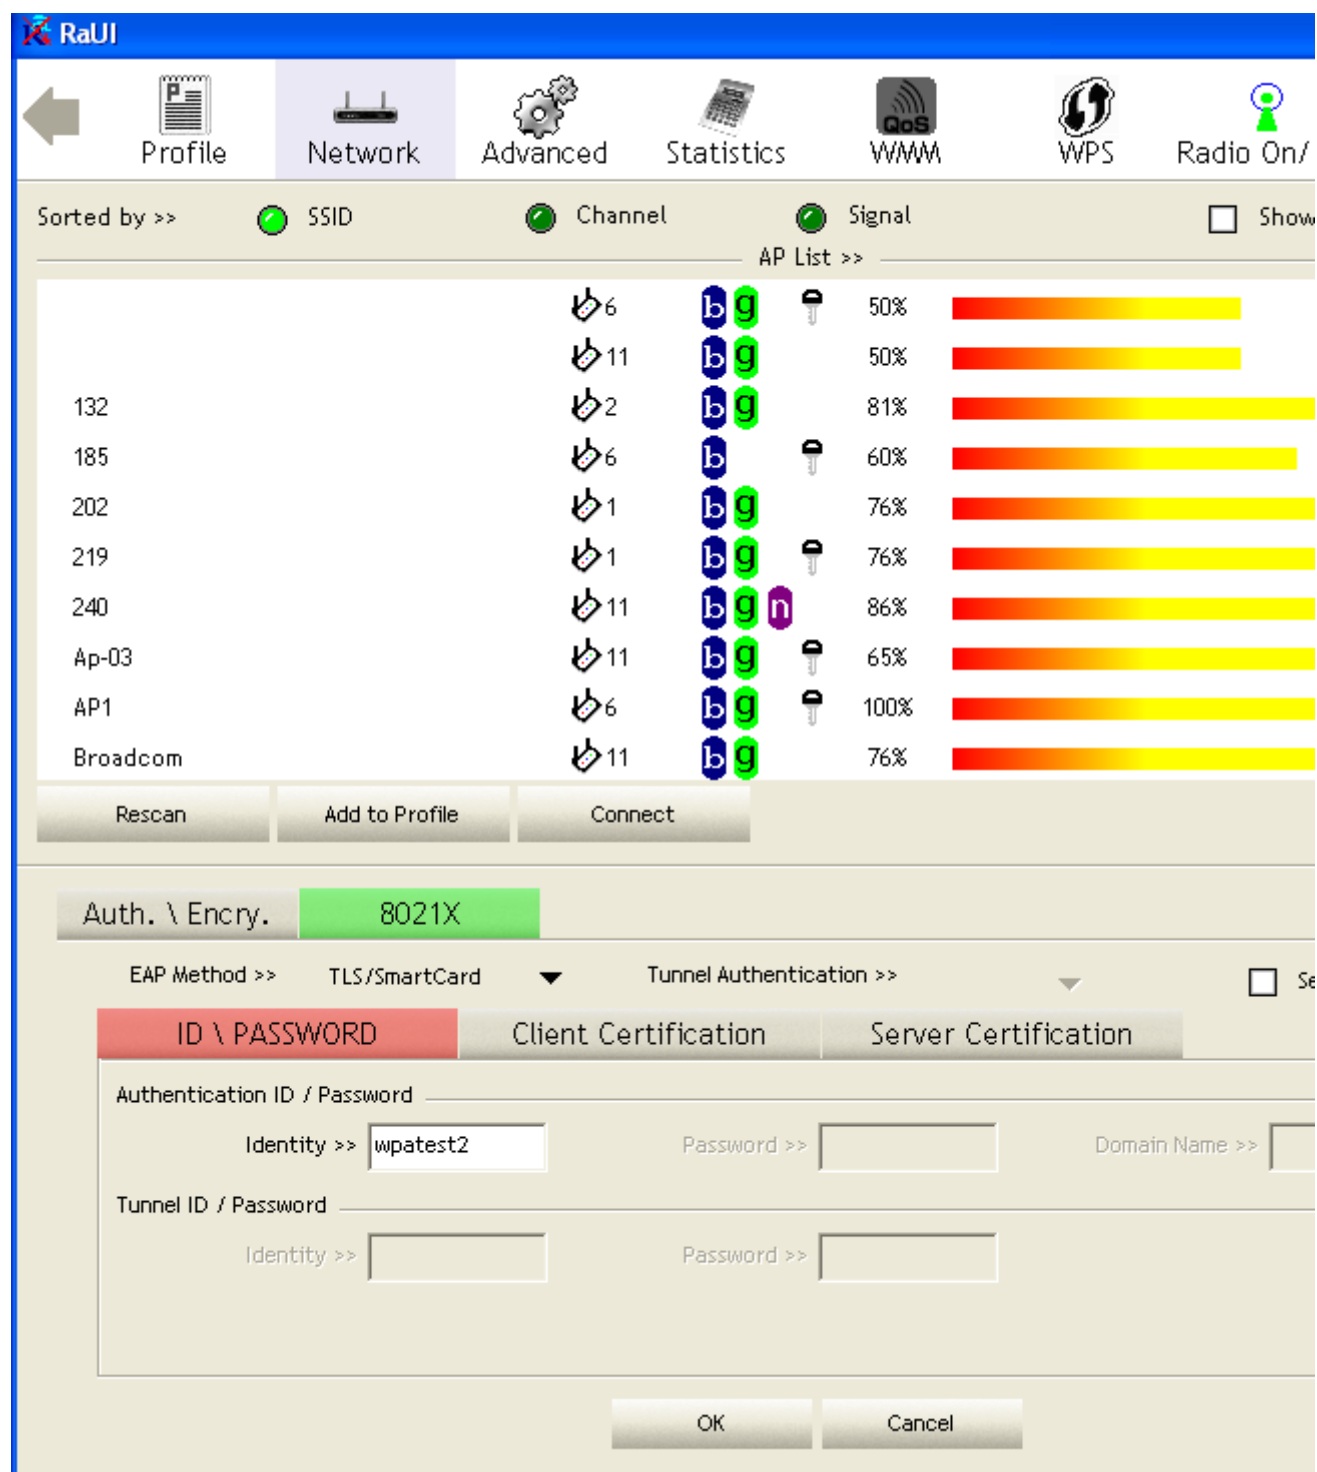 RaUI
Profile Network Advanced Statistics QoS WMM WPS Radio On/
Sorted by >> SSID Channel Signal Show
AP List >>
6 b g 50%
11 b g 50%
132 2 b g 81%
185 6 b 60%
202 1 b g 76%
219 1 b g 76%
240 11 b g n 86%
Ap-03 11 b g 65%
AP1 6 b g 100%
Broadcom 11 b g 76%
Rescan Add to Profile Connect
Auth. \ Encry. 8021X
EAP Method >> TLS/SmartCard Tunnel Authentication >> Se
ID \ PASSWORD Client Certification Server Certification
Authentication ID / Password
Identity >> wpatest2 Password >> Domain Name >>
Tunnel ID / Password
Identity >> Password >>
OK Cancel